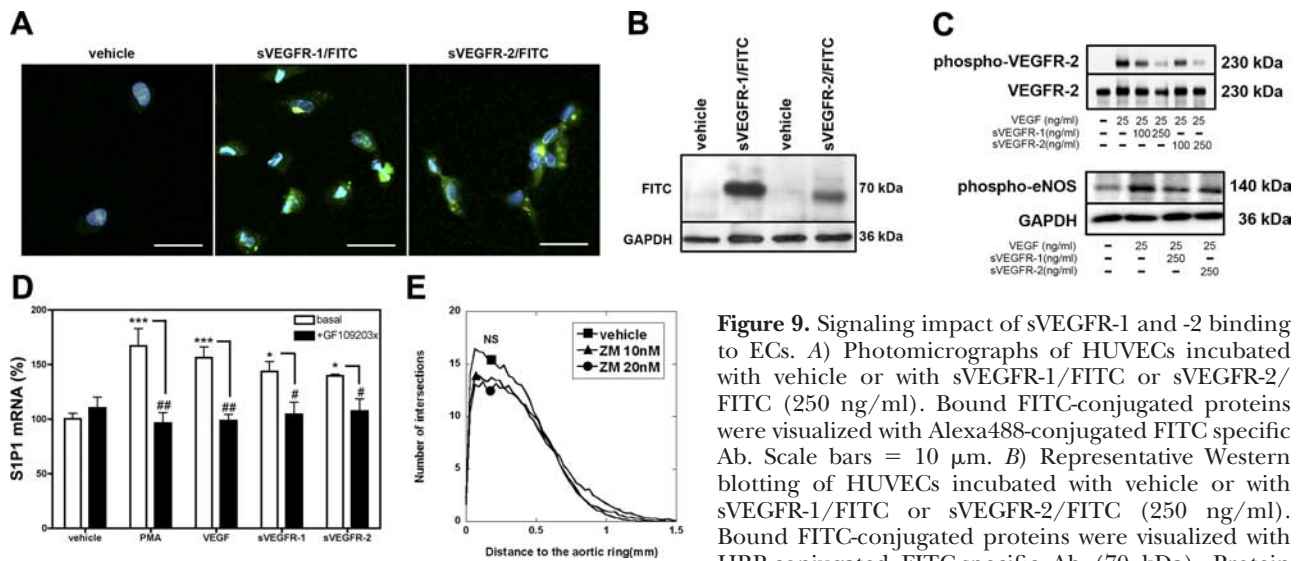 A
vehicle
sVEGFR-1/FITC
sVEGFR-2/FITC
B
vehicle
sVEGFR-1/FITC
vehicle
sVEGFR-2/FITC
FITC
70 kDa
GAPDH
36 kDa
C
phospho-VEGFR-2
230 kDa
VEGFR-2
230 kDa
VEGF (ng/ml) – 25 25 25 25 25
sVEGFR-1(ng/ml) – – 100 250 – –
sVEGFR-2(ng/ml) – – – – 100 250
phospho-eNOS
140 kDa
GAPDH
36 kDa
VEGF (ng/ml) – 25 25 25
sVEGFR-1(ng/ml) – – 250 –
sVEGFR-2(ng/ml) – – – 250
D
S1P1 mRNA (%)
200
150
100
50
0
basal
+GF109203x
***
***
*
*
##
##
#
#
vehicle
PMA
VEGF
sVEGFR-1
sVEGFR-2
E
Number of intersections
20
15
10
5
0
NS
vehicle
ZM 10nM
ZM 20nM
0
0.5
1.0
1.5
Distance to the aortic ring(mm)
Figure 9. Signaling impact of sVEGFR-1 and -2 binding
to ECs. A) Photomicrographs of HUVECs incubated
with vehicle or with sVEGFR-1/FITC or sVEGFR-2/
FITC (250 ng/ml). Bound FITC-conjugated proteins
were visualized with Alexa488-conjugated FITC specific
Ab. Scale bars = 10 μm. B) Representative Western
blotting of HUVECs incubated with vehicle or with
sVEGFR-1/FITC or sVEGFR-2/FITC (250 ng/ml).
Bound FITC-conjugated proteins were visualized with
HRP-conjugated FITC-specific Ab (70 kDa). Protein